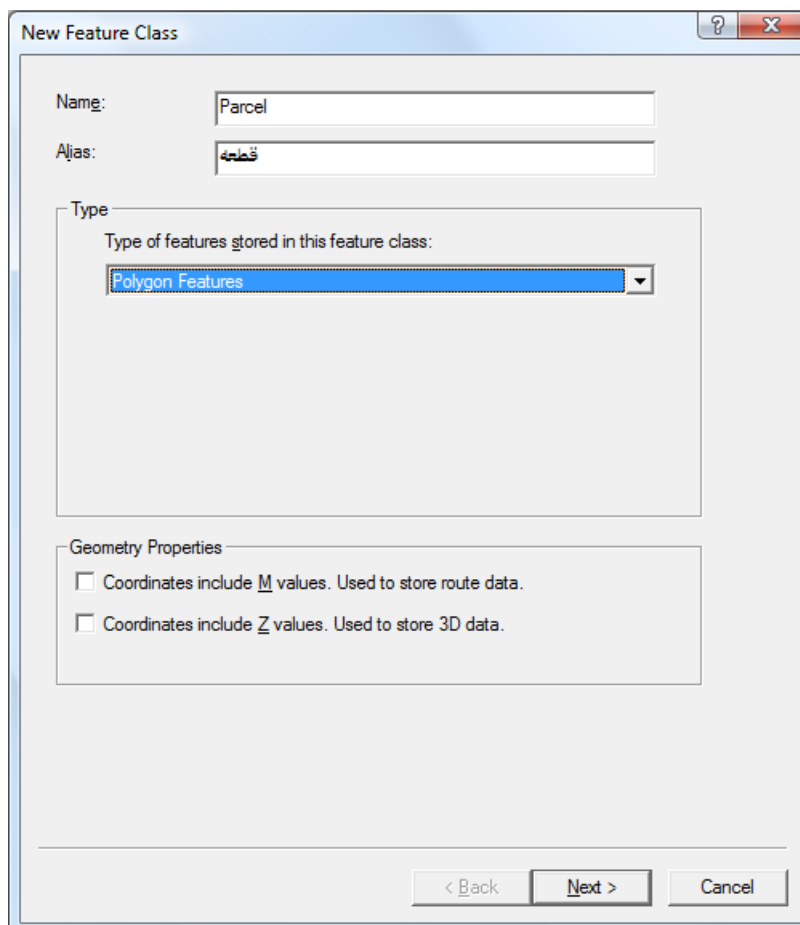 New Feature Class
Name: Parcel
Alias: قطعه
Type
Type of features stored in this feature class:
Polygon Features
Geometry Properties
Coordinates include M values. Used to store route data.
Coordinates include Z values. Used to store 3D data.
< Back Next > Cancel